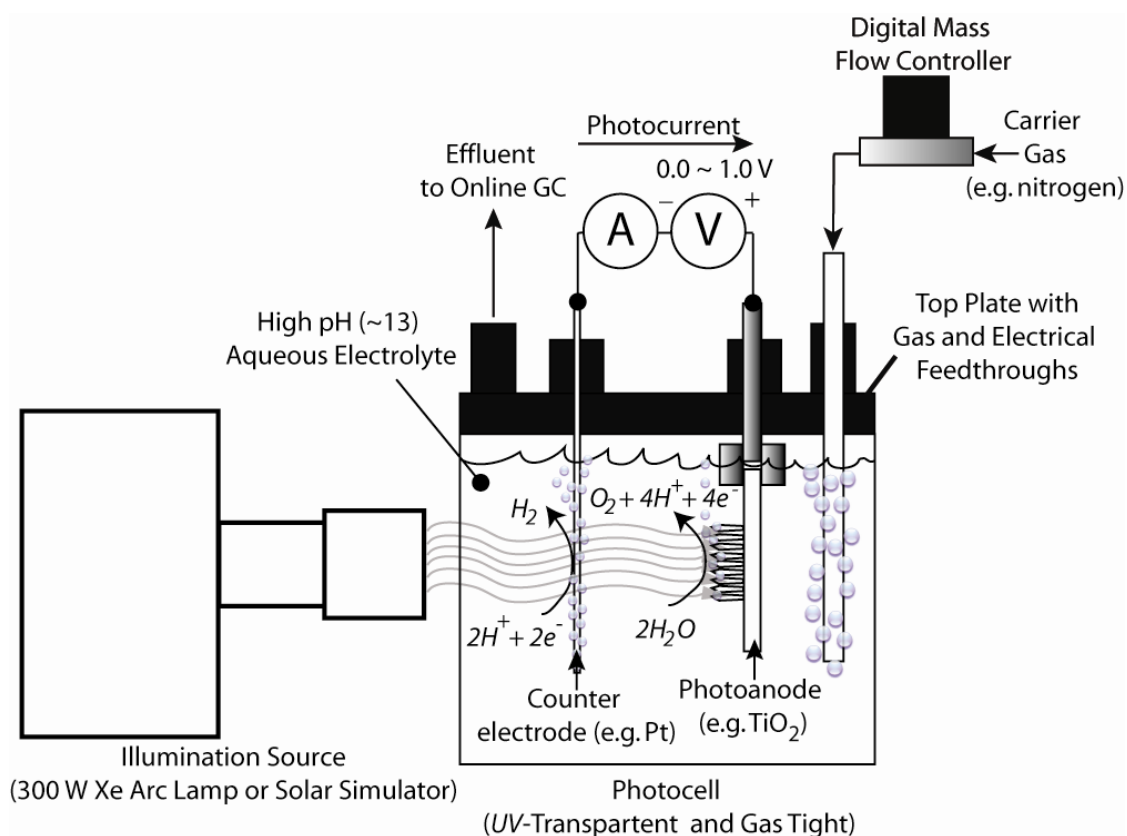 Digital Mass
Flow Controller
Photocurrent
Carrier
Gas
(e.g. nitrogen)
Effluent
to Online GC
0.0 ~ 1.0 V
− +
A V
High pH (~13)
Aqueous Electrolyte
Top Plate with
Gas and Electrical
Feedthroughs
H2
O2 + 4H+ + 4e-
2H+ + 2e-
2H2O
Counter
electrode (e.g. Pt)
Photoanode
(e.g. TiO2)
Illumination Source
(300 W Xe Arc Lamp or Solar Simulator)
Photocell
(UV-Transpartent and Gas Tight)